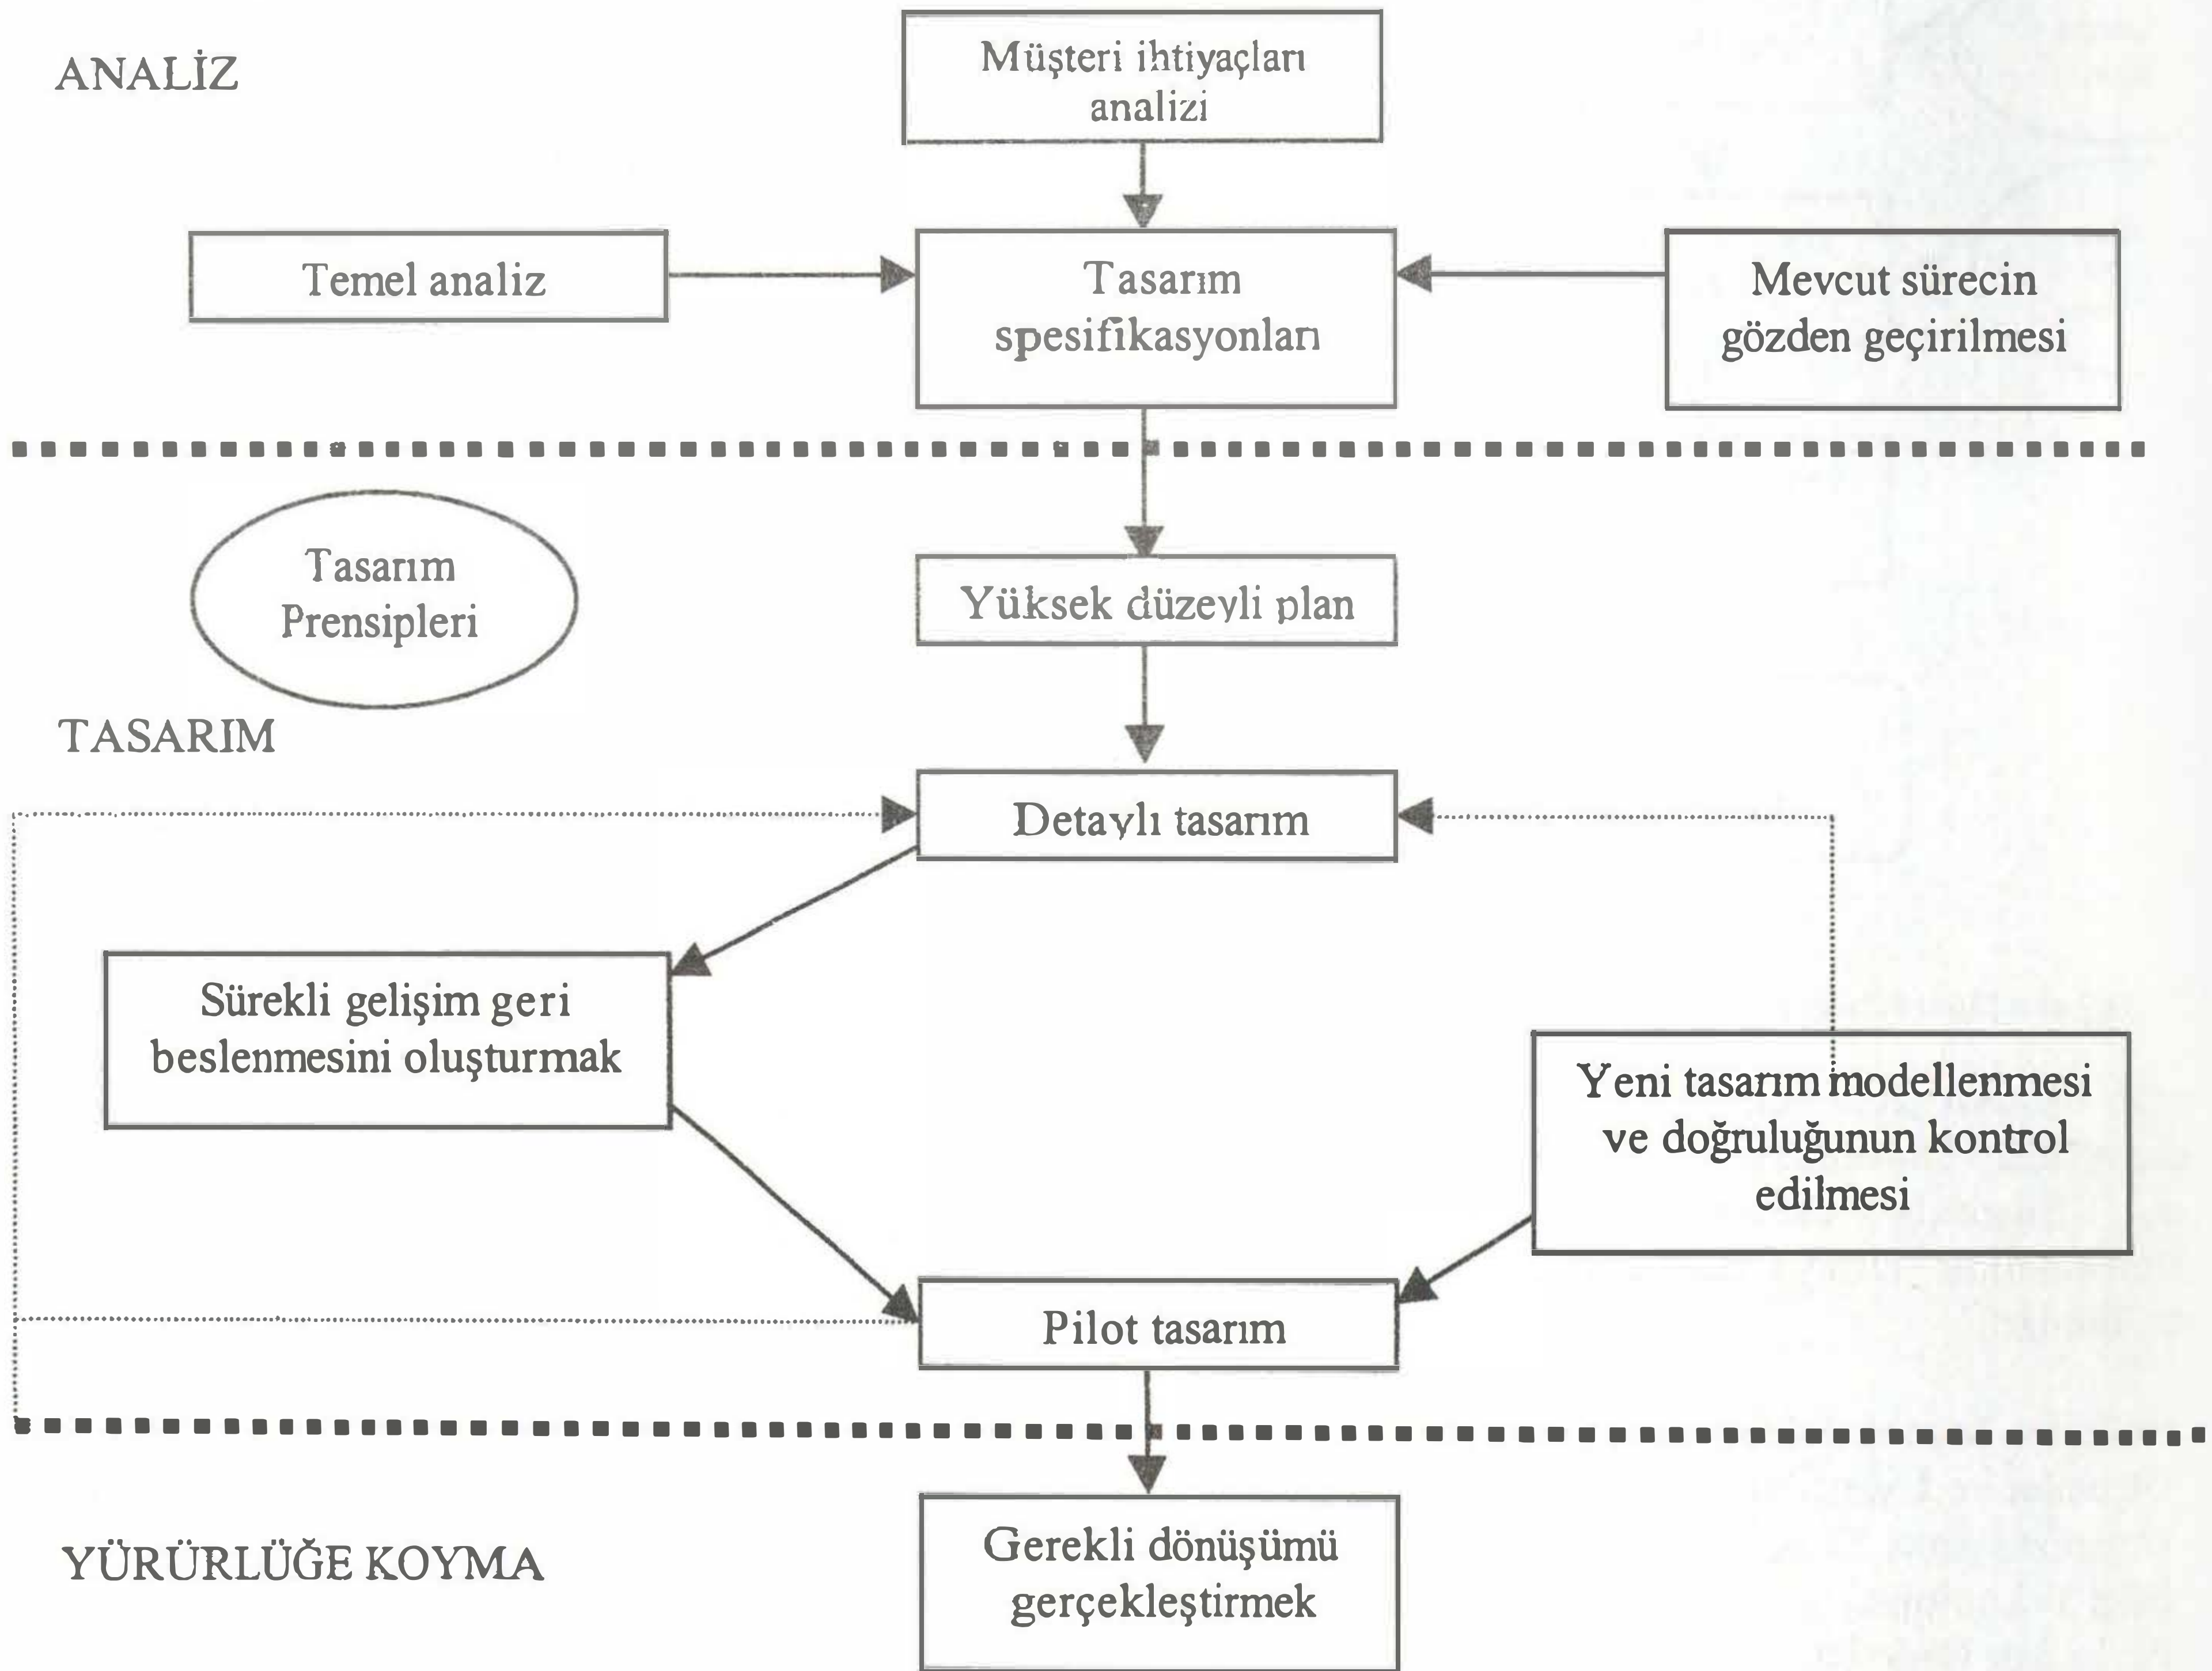 ANALİZ
Müşteri ihtiyaçları
analizi
Temel analiz
Tasarım
spesifikasyonları
Mevcut sürecin
gözden geçirilmesi
Tasarım
Prensipleri
Yüksek düzeyli plan
TASARIM
Detaylı tasarım
Sürekli gelişim geri
beslenmesini oluşturmak
Yeni tasarım modellenmesi
ve doğruluğunun kontrol
edilmesi
Pilot tasarım
YÜRÜRLÜĞE KOYMA
Gerekli dönüşümü
gerçekleştirmek